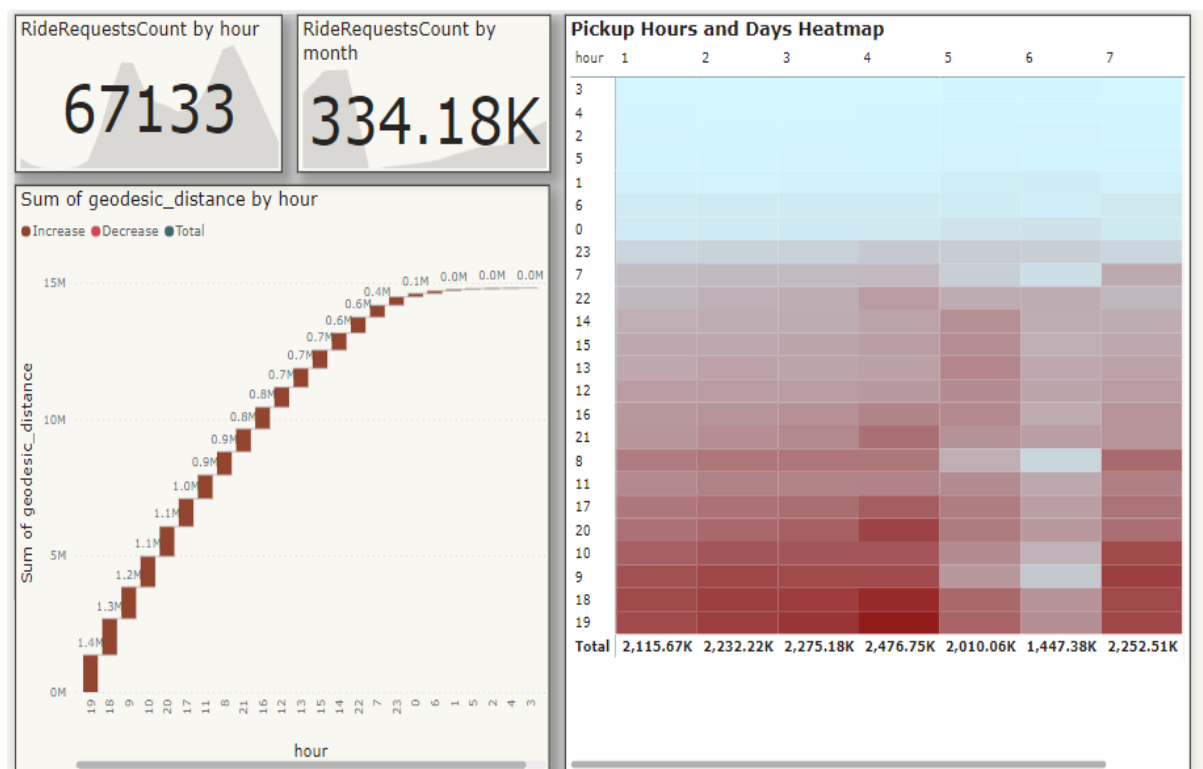 RideRequestsCount by hour
67133
RideRequestsCount by
month
334.18K
Sum of geodesic_distance by hour
Increase Decrease Total
15M
10M
5M
0M
Sum of geodesic_distance
1.4M
1.3M
1.2M
1.1M
1.1M
1.0M
0.9M
0.9M
0.8M
0.8M
0.7M
0.7M
0.7M
0.6M
0.6M
0.4M
0.1M
0.0M
0.0M
0.0M
19 18 9 10 20 17 11 8 21 16 12 13 15 14 22 7 23 0 6 1 5 2 4 3
hour
Pickup Hours and Days Heatmap
hour 1 2 3 4 5 6 7
3
4
2
5
1
6
0
23
7
22
14
15
13
12
16
21
8
11
17
20
10
9
18
19
Total 2,115.67K 2,232.22K 2,275.18K 2,476.75K 2,010.06K 1,447.38K 2,252.51K